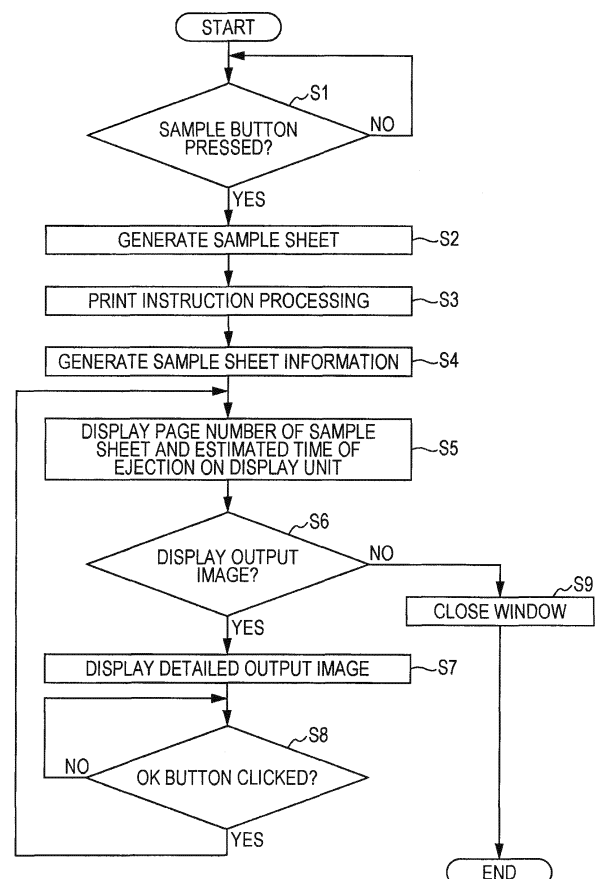 START
S1
SAMPLE BUTTON
PRESSED?
NO
YES
GENERATE SAMPLE SHEET
S2
PRINT INSTRUCTION PROCESSING
S3
GENERATE SAMPLE SHEET INFORMATION
S4
DISPLAY PAGE NUMBER OF SAMPLE
SHEET AND ESTIMATED TIME OF
EJECTION ON DISPLAY UNIT
S5
S6
DISPLAY OUTPUT
IMAGE?
NO
YES
S9
CLOSE WINDOW
DISPLAY DETAILED OUTPUT IMAGE
S7
S8
OK BUTTON CLICKED?
NO
YES
END